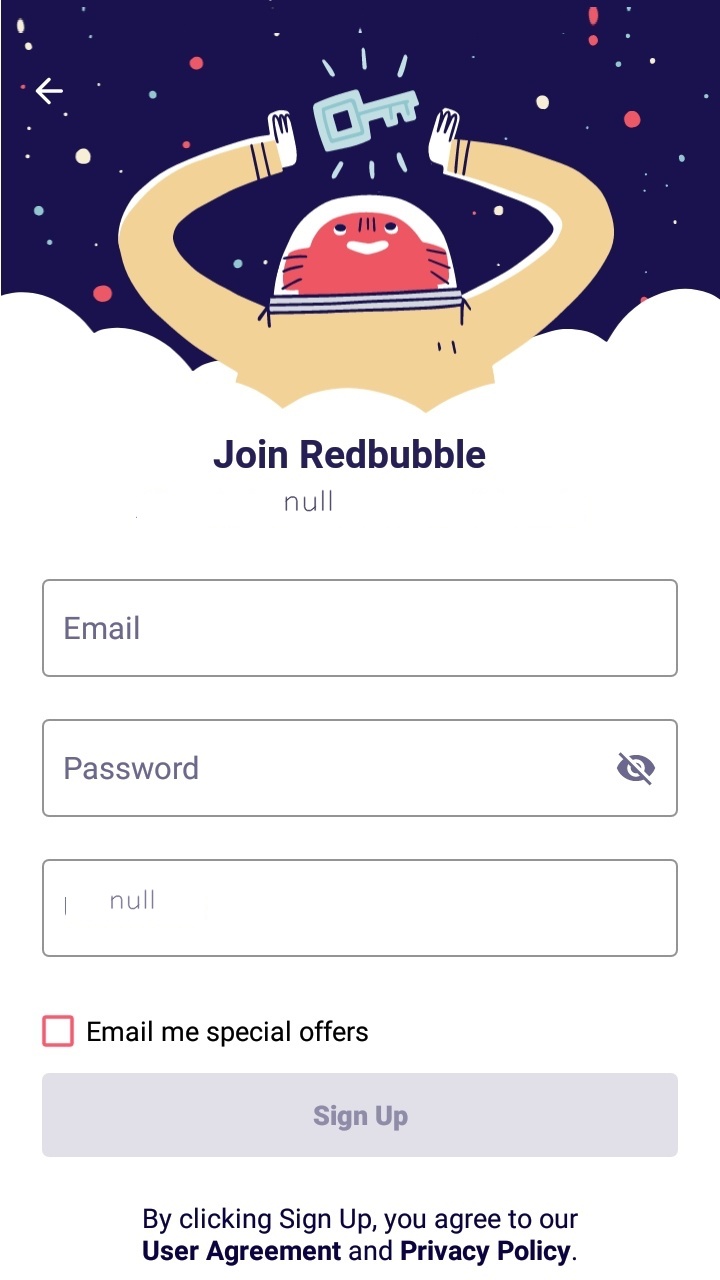 Join Redbubble
null
Email
Password
null
Email me special offers
Sign Up
By clicking Sign Up, you agree to our
User Agreement and Privacy Policy.